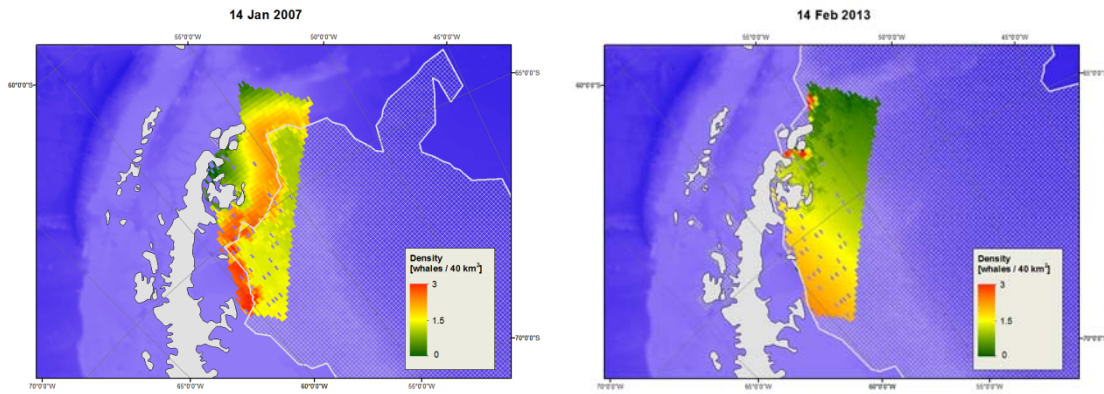 14 Jan 2007
55°0'0"W
50°0'0"W
45°0'0"W
60°0'0"S
65°0'0"S
Density
[whales / 40 km²]
3
1.5
0
70°0'0"S
70°0'0"W
65°0'0"W
60°0'0"W
55°0'0"W
14 Feb 2013
55°0'0"W
50°0'0"W
45°0'0"W
60°0'0"S
65°0'0"S
Density
[whales / 40 km²]
3
1.5
0
70°0'0"S
70°0'0"W
65°0'0"W
60°0'0"W
55°0'0"W